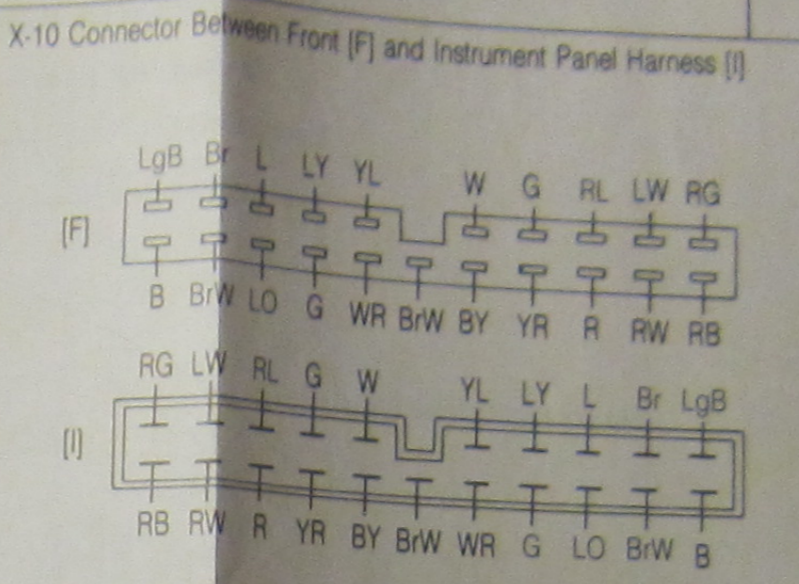 X-10 Connector Between Front [F] and Instrument Panel Harness [I]
LgB Br L LY YL W G RL LW RG
[F]
B BrW LO G WR BrW BY YR R RW RB
RG LW RL G W YL LY L Br LgB
[I]
RB RW R YR BY BrW WR G LO BrW B